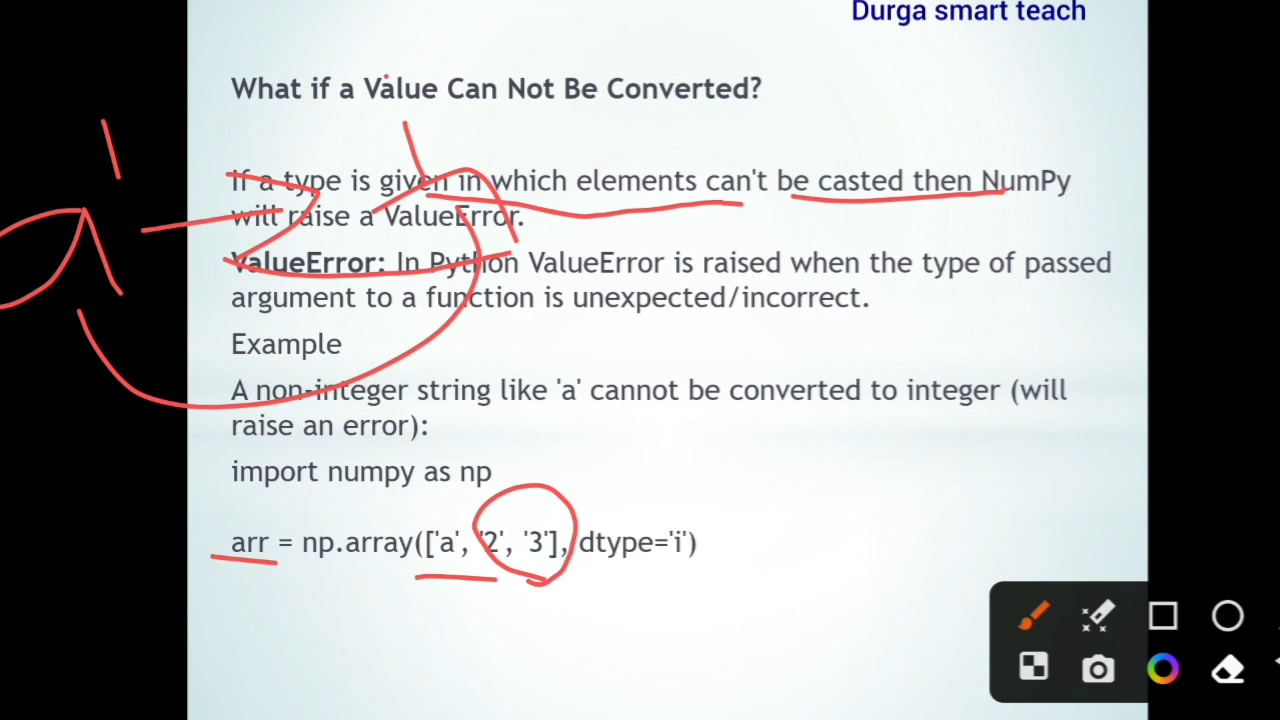 Durga smart teach
What if a Value Can Not Be Converted?
If a type is given in which elements can't be casted then NumPy
will raise a ValueError.
ValueError: In Python ValueError is raised when the type of passed
argument to a function is unexpected/incorrect.
Example
A non-integer string like 'a' cannot be converted to integer (will
raise an error):
import numpy as np
arr = np.array(['a', '2', '3'], dtype='i')